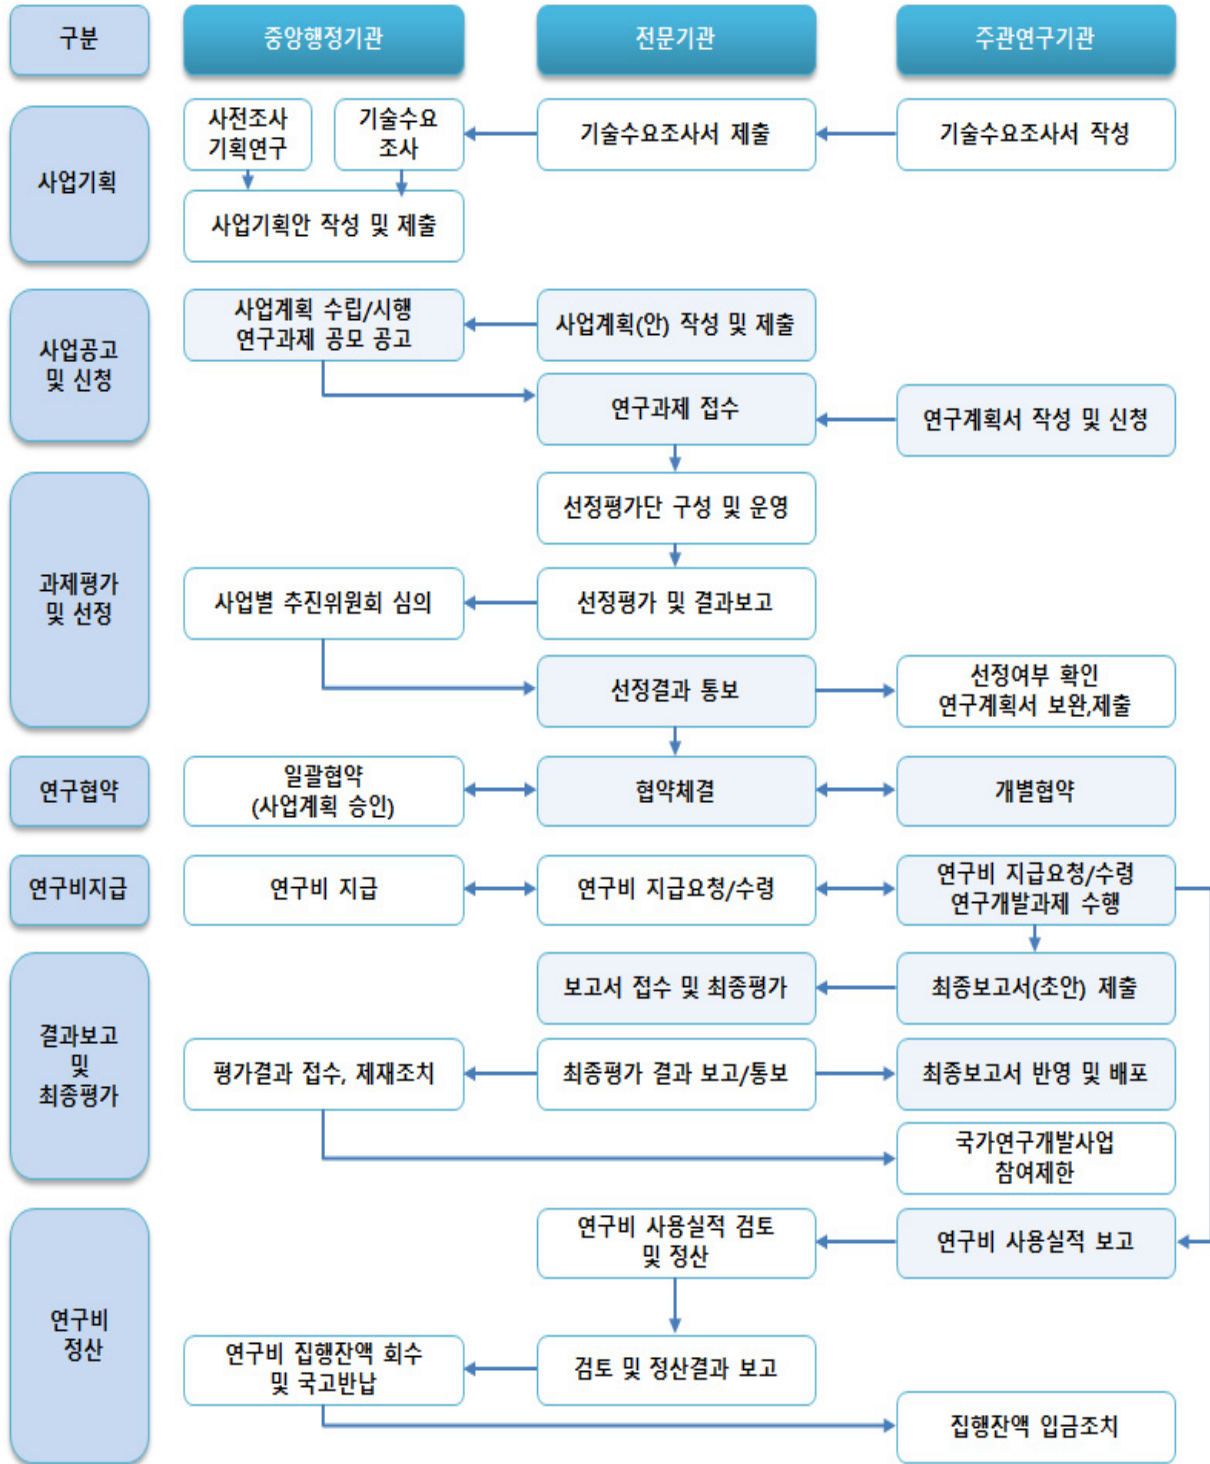 구분
중앙행정기관
전문기관
주관연구기관
사업기획
사전조사
기획연구
기술수요
조사
기술수요조사서 제출
기술수요조사서 작성
사업기획안 작성 및 제출
사업공고
및 신청
사업계획 수립/시행
연구과제 공모 공고
사업계획(안) 작성 및 제출
연구과제 접수
연구계획서 작성 및 신청
과제평가
및 선정
선정평가단 구성 및 운영
사업별 추진위원회 심의
선정평가 및 결과보고
선정결과 통보
선정여부 확인
연구계획서 보완,제출
연구협약
일괄협약
(사업계획 승인)
협약체결
개별협약
연구비지급
연구비 지급
연구비 지급요청/수령
연구비 지급요청/수령
연구개발과제 수행
결과보고
및
최종평가
보고서 접수 및 최종평가
최종보고서(초안) 제출
평가결과 접수, 제재조치
최종평가 결과 보고/통보
최종보고서 반영 및 배포
국가연구개발사업
참여제한
연구비
정산
연구비 사용실적 검토
및 정산
연구비 사용실적 보고
연구비 집행잔액 회수
및 국고반납
검토 및 정산결과 보고
집행잔액 입금조치